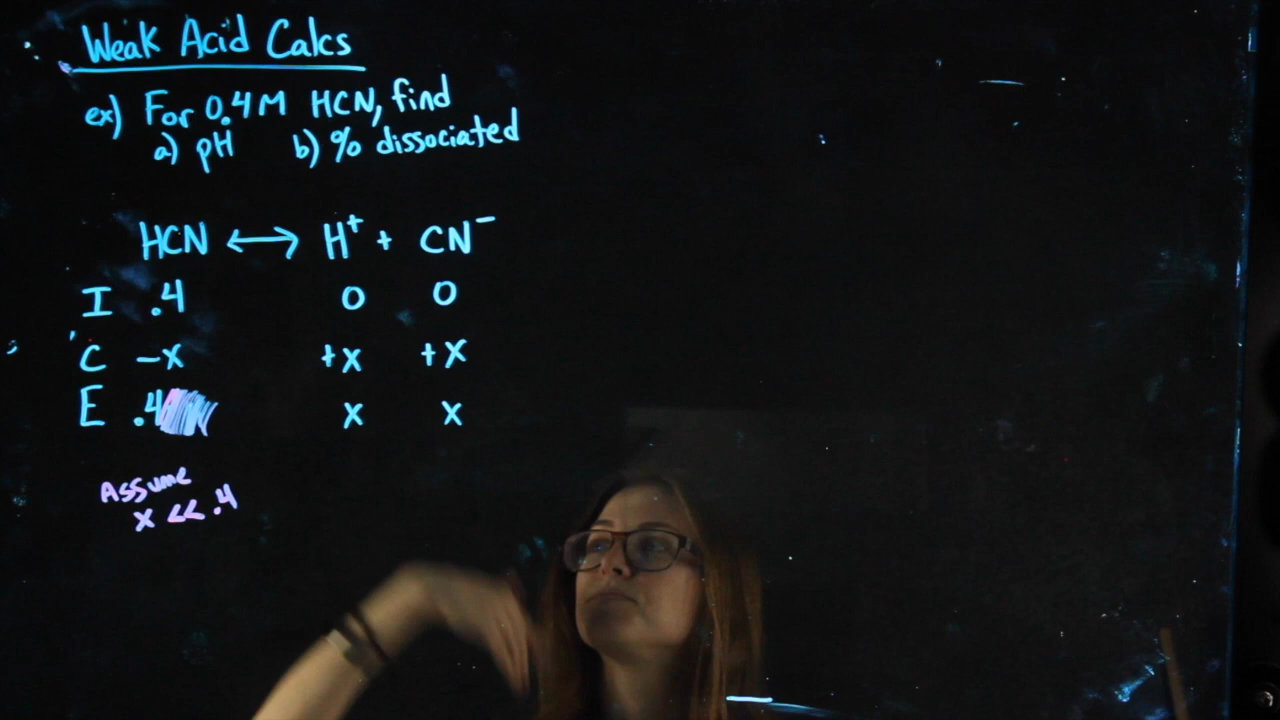 Weak Acid Calcs
ex) For 0.4M HCN, find
a) pH b) % dissociated
HCN ⟷ H⁺ + CN⁻
I .4 0 0
C -x +x +x
E .4 x x
Assume
x << .4